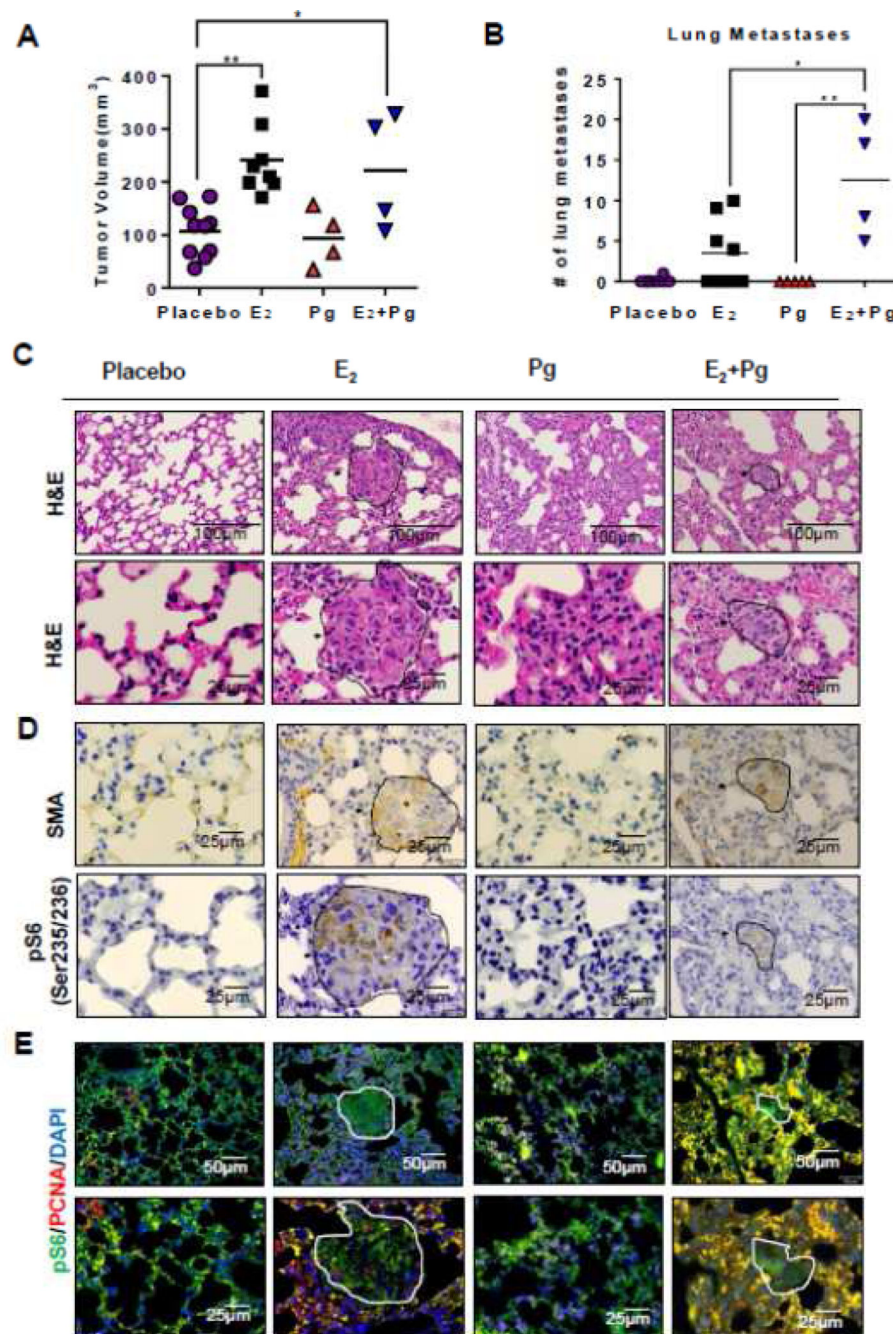 A
*
**
Tumor Volume(mm³)
400
300
200
100
0
Placebo E₂ Pg E₂+Pg
B
Lung Metastases
*
**
# of lung metastases
25
20
15
10
5
0
Placebo E₂ Pg E₂+Pg
C
Placebo E₂ Pg E₂+Pg
H&E
100µm 100µm 100µm 100µm
H&E
25µm 25µm 25µm 25µm
D
SMA
25µm 25µm 25µm 25µm
pS6
(Ser235/236)
25µm 25µm 25µm 25µm
E
pS6/PCNA/DAPI
50µm 50µm 50µm 50µm
25µm 25µm 25µm 25µm